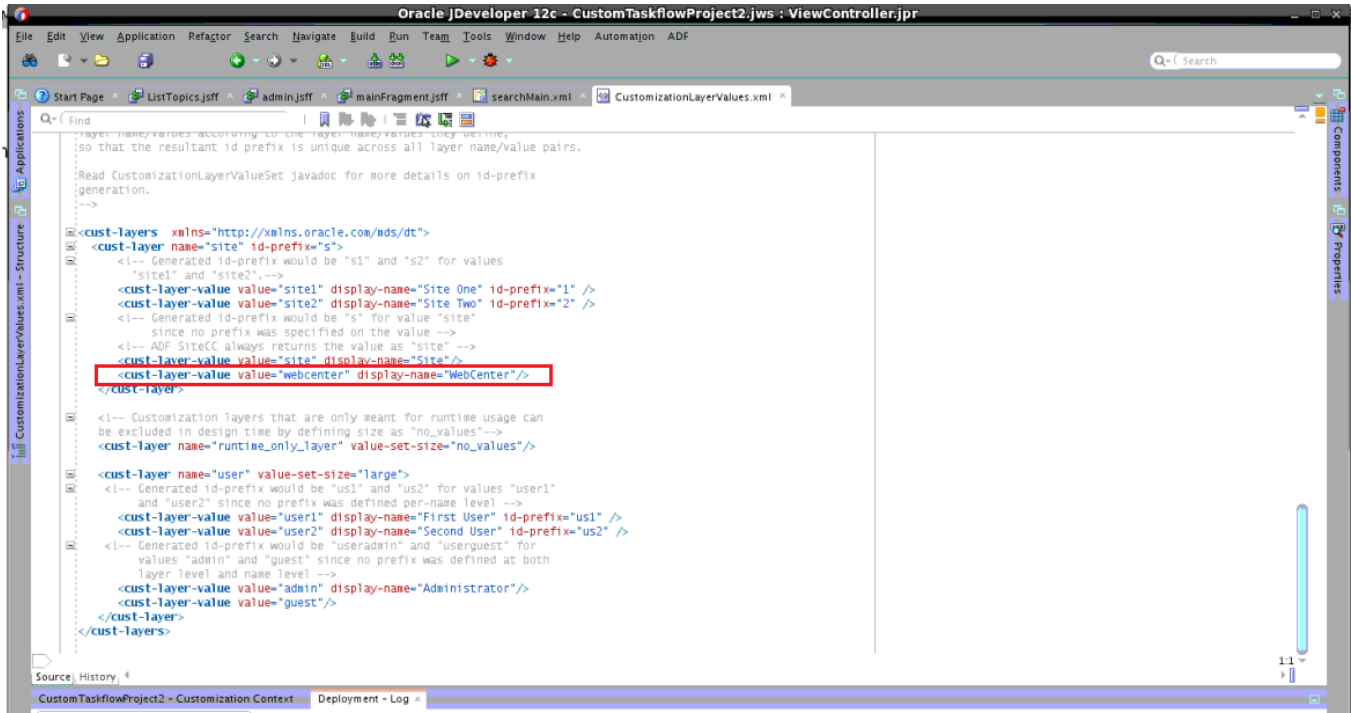 Oracle JDeveloper 12c - CustomTaskflowProject2.jws : ViewController.jpr
File Edit View Application Refactor Search Navigate Build Run Team Tools Window Help Automation ADF
Search
Start Page ListTopics.jsff admin.jsff mainFragment.jsff searchMain.xml CustomizationLayerValues.xml
Find
Applications
CustomizationLayerValues.xml - Structure
Components
Properties
layer name/values according to the layer name/values they define,
so that the resultant id prefix is unique across all layer name/value pairs.
Read CustomizationLayerValueSet javadoc for more details on id-prefix
generation.
-->
<cust-layers xmlns="http://xmlns.oracle.com/mds/dt">
<cust-layer name="site" id-prefix="s">
<!-- Generated id-prefix would be "s1" and "s2" for values
"site1" and "site2".-->
<cust-layer-value value="site1" display-name="Site One" id-prefix="1" />
<cust-layer-value value="site2" display-name="Site Two" id-prefix="2" />
<!-- Generated id-prefix would be "s" for value "site"
since no prefix was specified on the value -->
<!-- ADF SiteCC always returns the value as "site" -->
<cust-layer-value value="site" display-name="Site"/>
<cust-layer-value value="webcenter" display-name="WebCenter"/>
</cust-layer>
<!-- Customization layers that are only meant for runtime usage can
be excluded in design time by defining size as "no_values"-->
<cust-layer name="runtime_only_layer" value-set-size="no_values"/>
<cust-layer name="user" value-set-size="large">
<!-- Generated id-prefix would be "us1" and "us2" for values "user1"
and "user2" since no prefix was defined per-name level -->
<cust-layer-value value="user1" display-name="First User" id-prefix="us1" />
<cust-layer-value value="user2" display-name="Second User" id-prefix="us2" />
<!-- Generated id-prefix would be "useradmin" and "userguest" for
values "admin" and "guest" since no prefix was defined at both
layer level and name level -->
<cust-layer-value value="admin" display-name="Administrator"/>
<cust-layer-value value="guest"/>
</cust-layer>
</cust-layers>
1:1
Source History
CustomTaskflowProject2 - Customization Context Deployment - Log